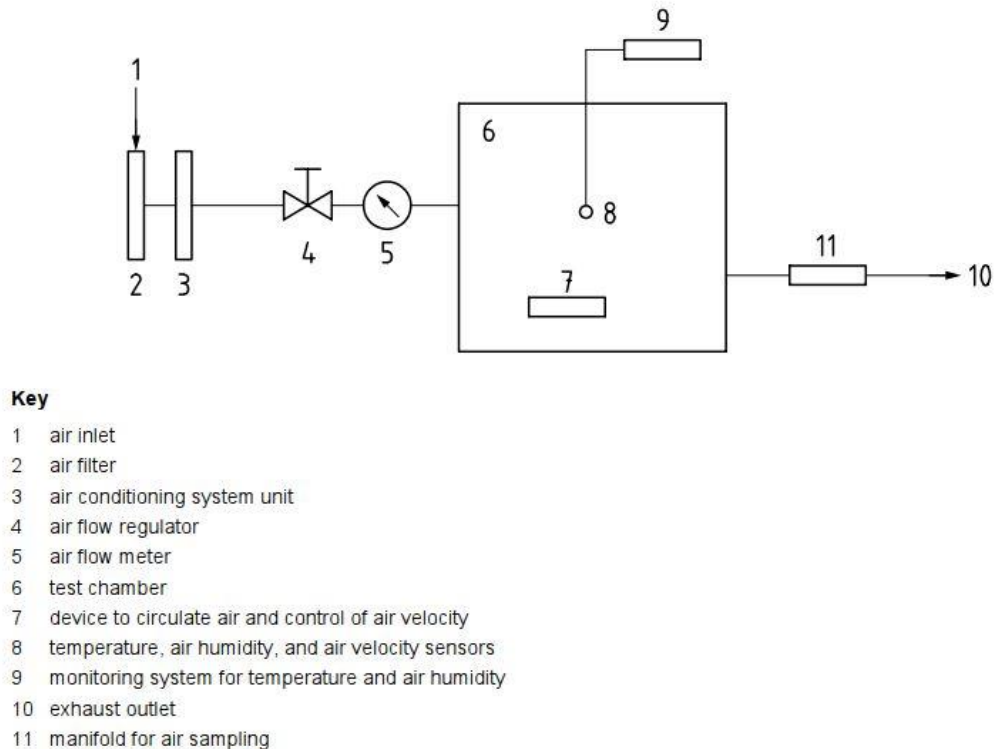 9
1
6
8
4
5
11
10
2
3
7
Key
1 air inlet
2 air filter
3 air conditioning system unit
4 air flow regulator
5 air flow meter
6 test chamber
7 device to circulate air and control of air velocity
8 temperature, air humidity, and air velocity sensors
9 monitoring system for temperature and air humidity
10 exhaust outlet
11 manifold for air sampling